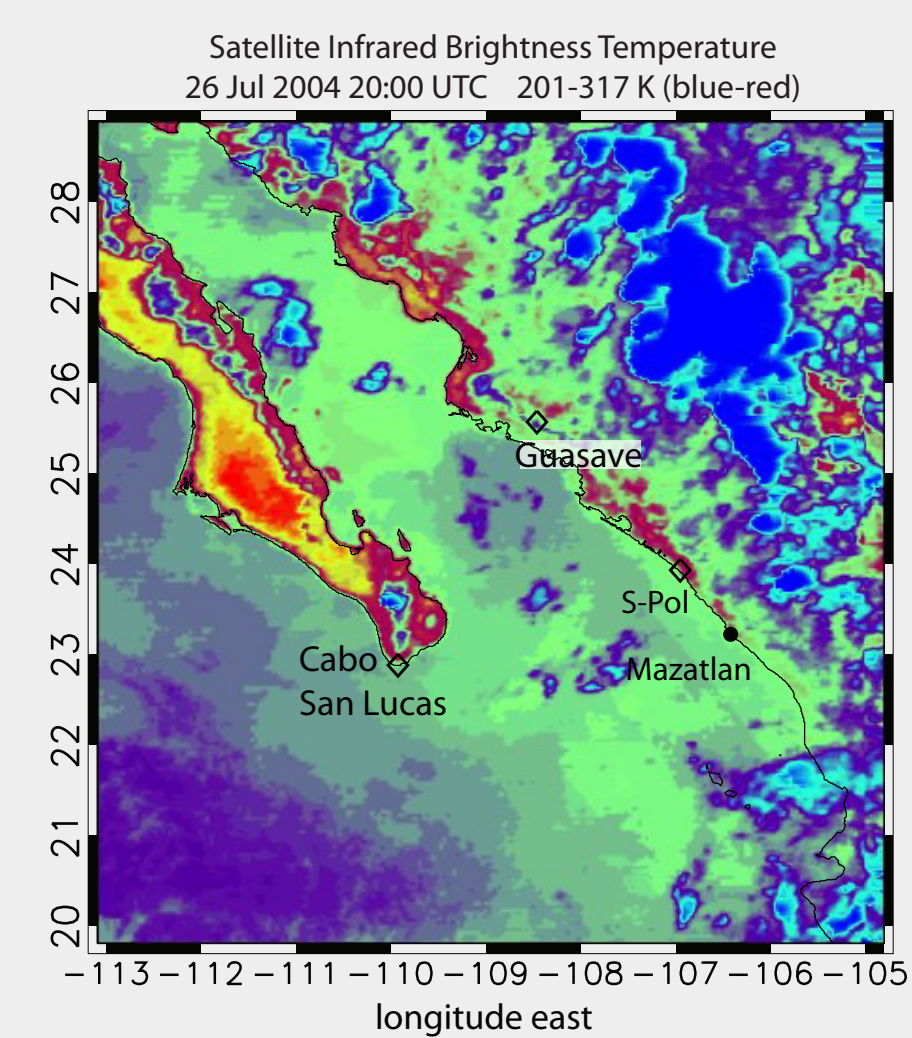 Satellite Infrared Brightness Temperature
26 Jul 2004 20:00 UTC 201-317 K (blue-red)
28
27
26
25
24
23
22
21
20
Guasave
S-Pol
Cabo
San Lucas
Mazatlan
−113 −112 −111 −110 −109 −108 −107 −106 −105
longitude east